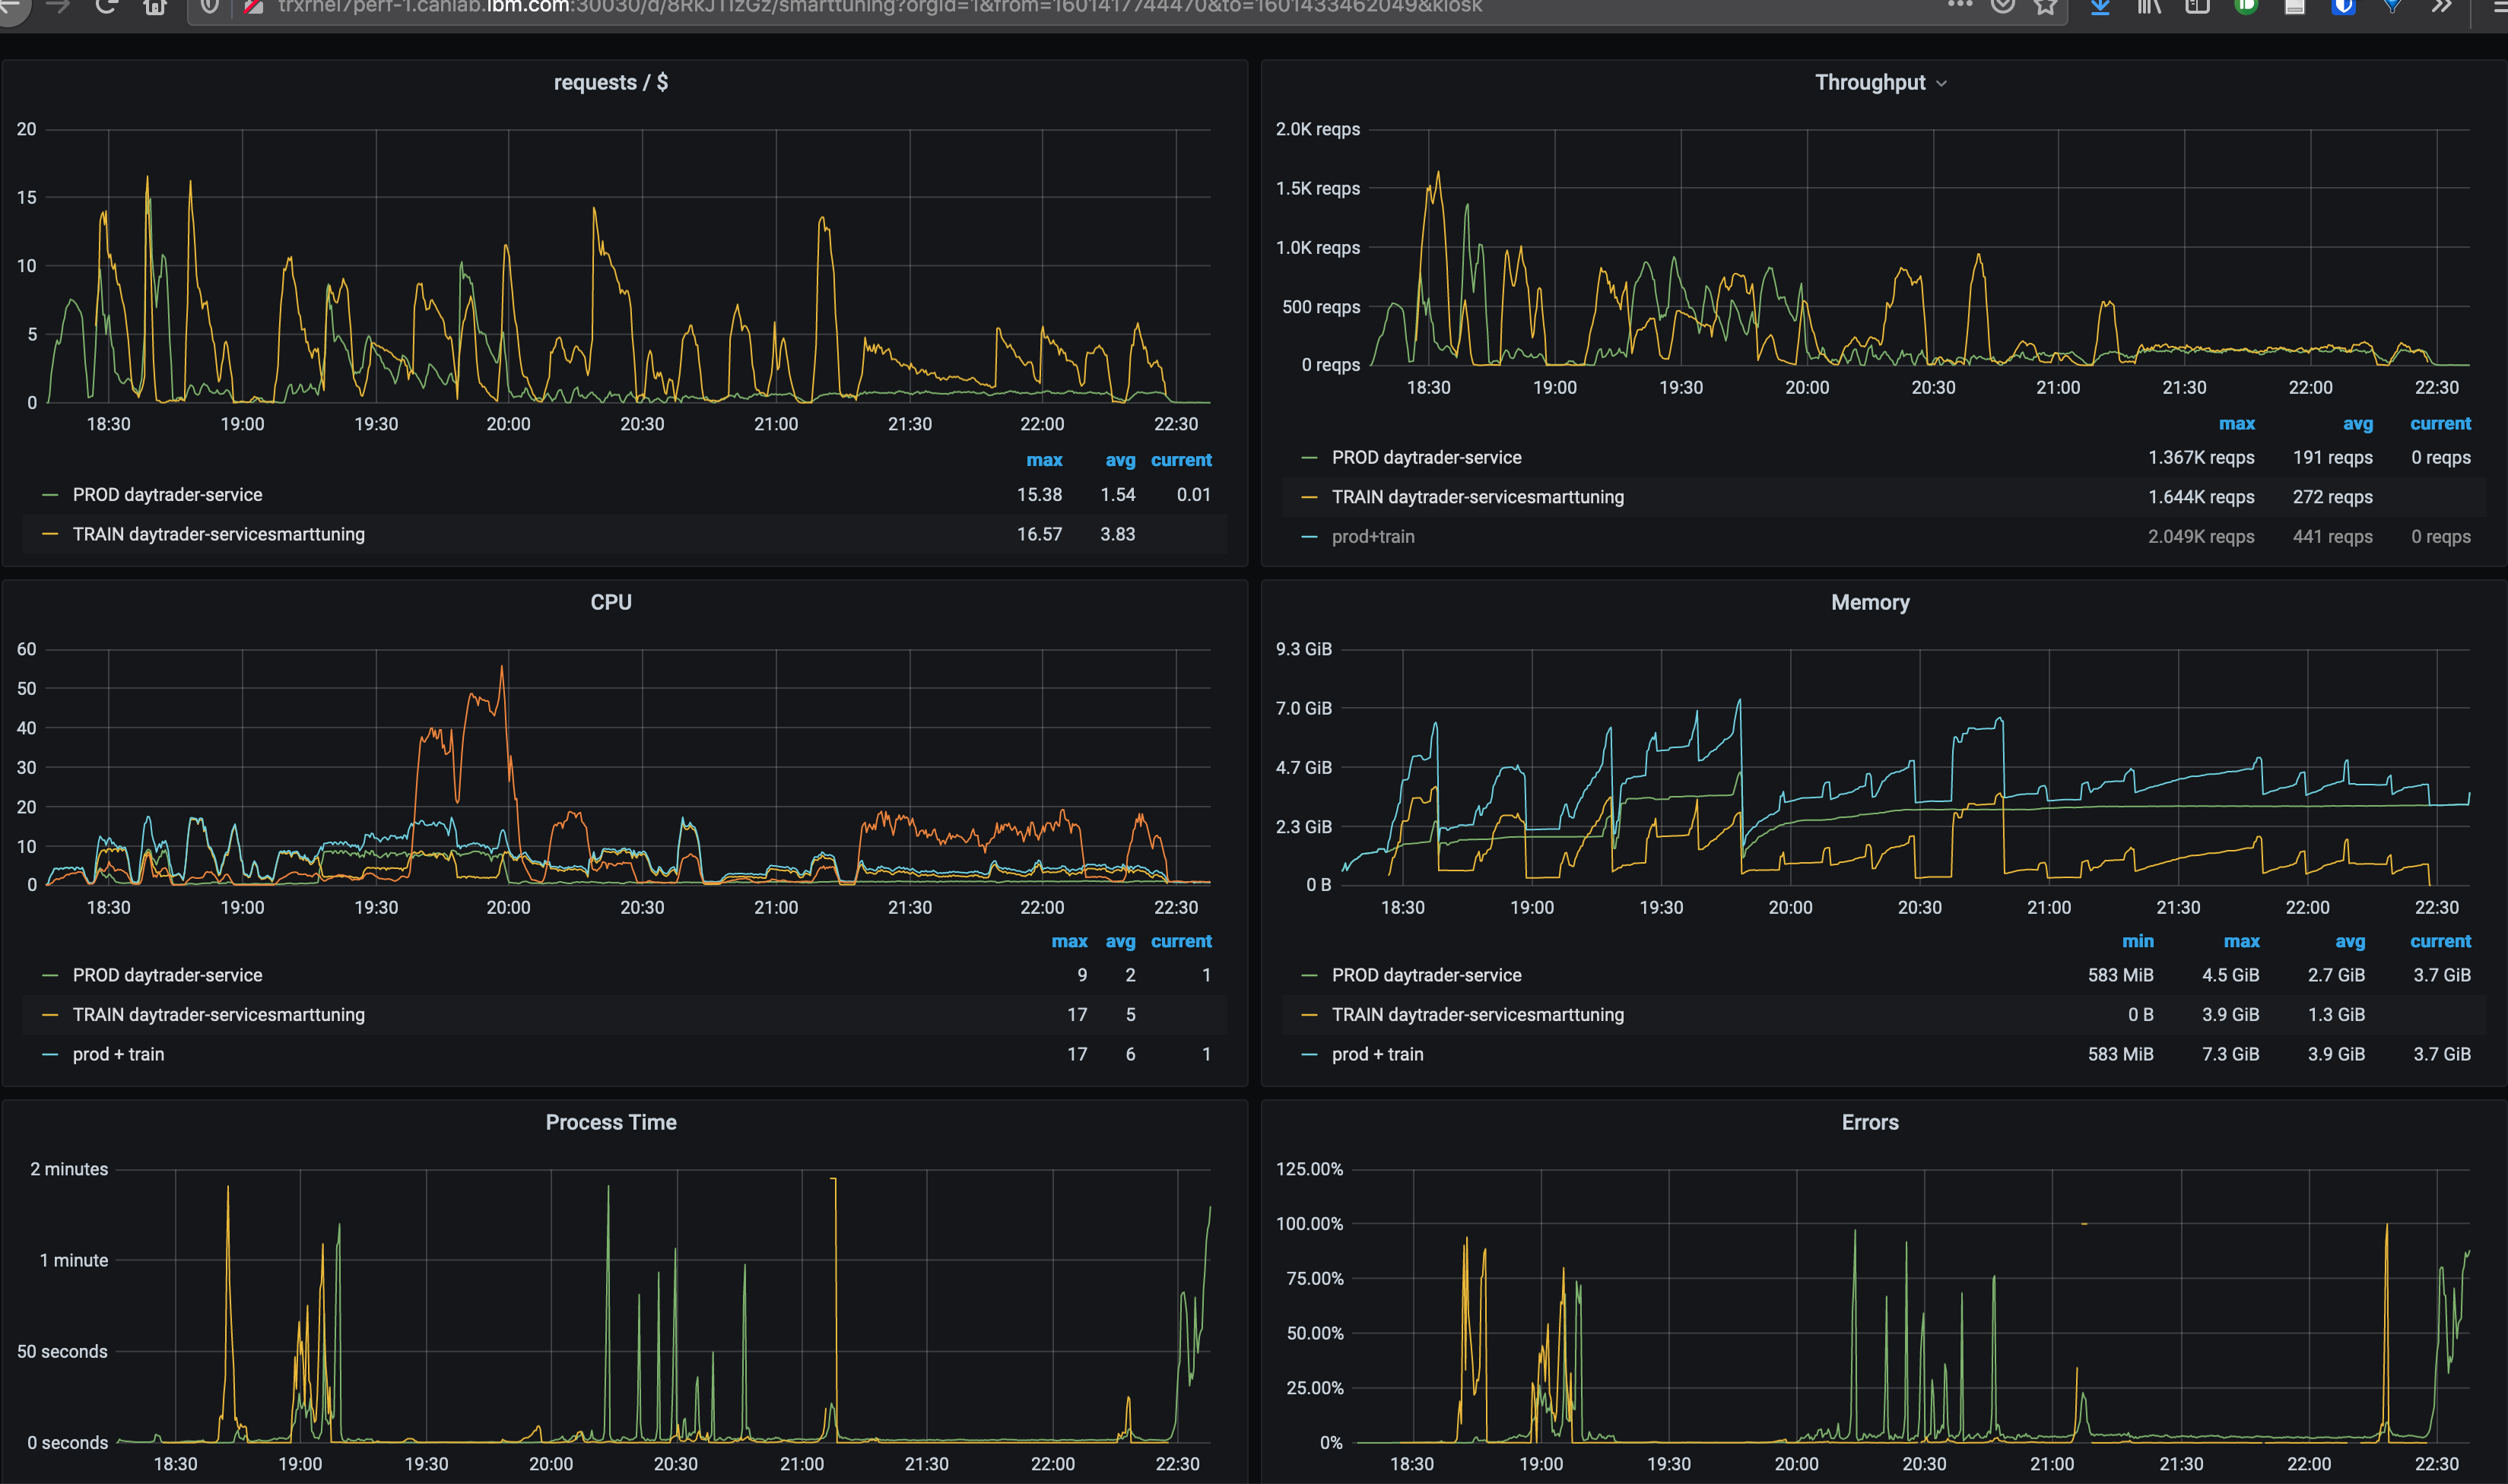 trxrhel7perf-1.canlab.ibm.com:30030/d/8RkJTIzGz/smarttuning?orgId=1&from=1601417744470&to=1601433462049&kiosk
requests / $
20
15
10
5
0
18:30 19:00 19:30 20:00 20:30 21:00 21:30 22:00 22:30
max avg current
PROD daytrader-service 15.38 1.54 0.01
TRAIN daytrader-servicesmarttuning 16.57 3.83
Throughput
2.0K reqps
1.5K reqps
1.0K reqps
500 reqps
0 reqps
18:30 19:00 19:30 20:00 20:30 21:00 21:30 22:00 22:30
max avg current
PROD daytrader-service 1.367K reqps 191 reqps 0 reqps
TRAIN daytrader-servicesmarttuning 1.644K reqps 272 reqps
prod+train 2.049K reqps 441 reqps 0 reqps
CPU
60
50
40
30
20
10
0
18:30 19:00 19:30 20:00 20:30 21:00 21:30 22:00 22:30
max avg current
PROD daytrader-service 9 2 1
TRAIN daytrader-servicesmarttuning 17 5
prod + train 17 6 1
Memory
9.3 GiB
7.0 GiB
4.7 GiB
2.3 GiB
0 B
18:30 19:00 19:30 20:00 20:30 21:00 21:30 22:00 22:30
min max avg current
PROD daytrader-service 583 MiB 4.5 GiB 2.7 GiB 3.7 GiB
TRAIN daytrader-servicesmarttuning 0 B 3.9 GiB 1.3 GiB
prod + train 583 MiB 7.3 GiB 3.9 GiB 3.7 GiB
Process Time
2 minutes
1 minute
50 seconds
0 seconds
18:30 19:00 19:30 20:00 20:30 21:00 21:30 22:00 22:30
Errors
125.00%
100.00%
75.00%
50.00%
25.00%
0%
18:30 19:00 19:30 20:00 20:30 21:00 21:30 22:00 22:30